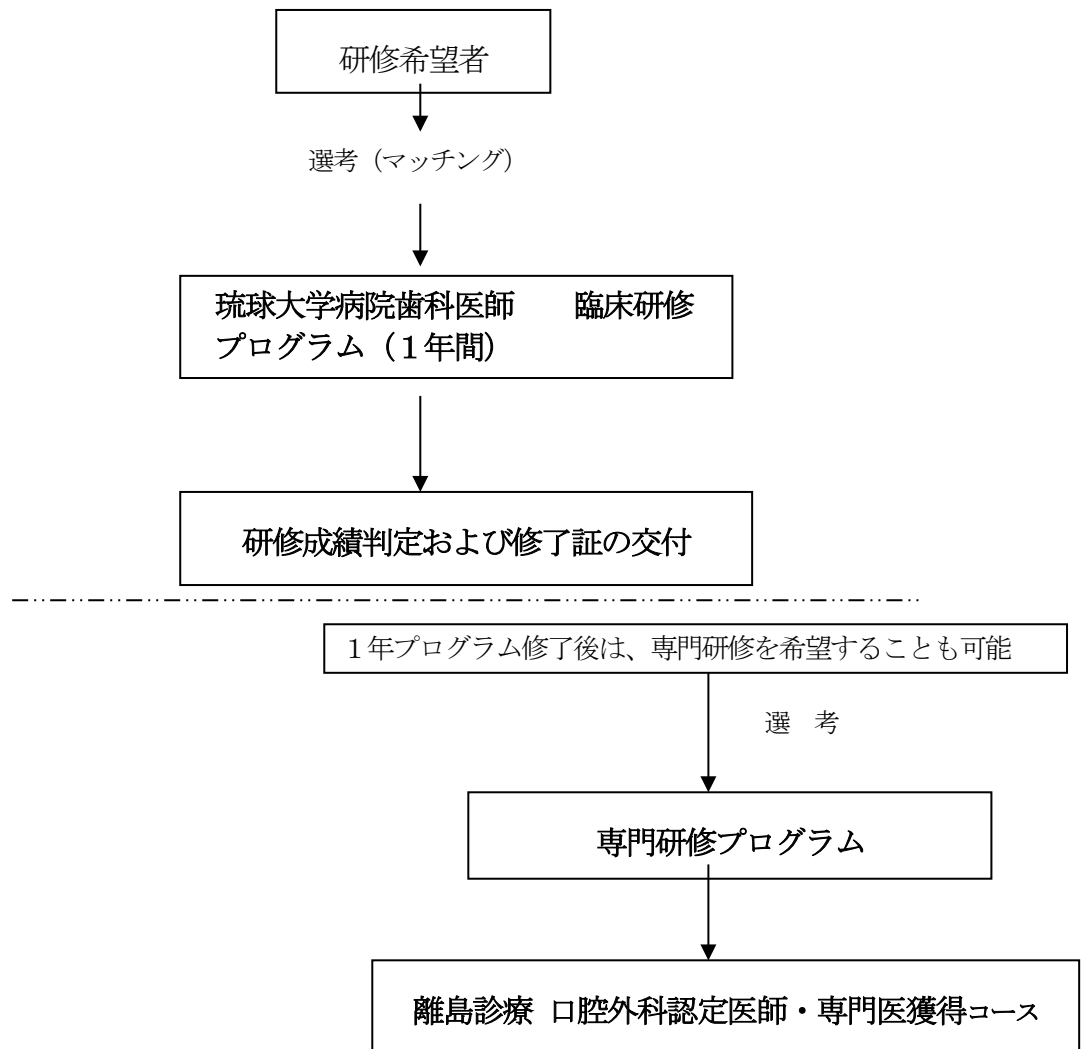 研修希望者
選考（マッチング）
琉球大学病院歯科医師　　臨床研修
プログラム（１年間）
研修成績判定および修了証の交付
１年プログラム修了後は、専門研修を希望することも可能
選　考
専門研修プログラム
離島診療 口腔外科認定医師・専門医獲得コース